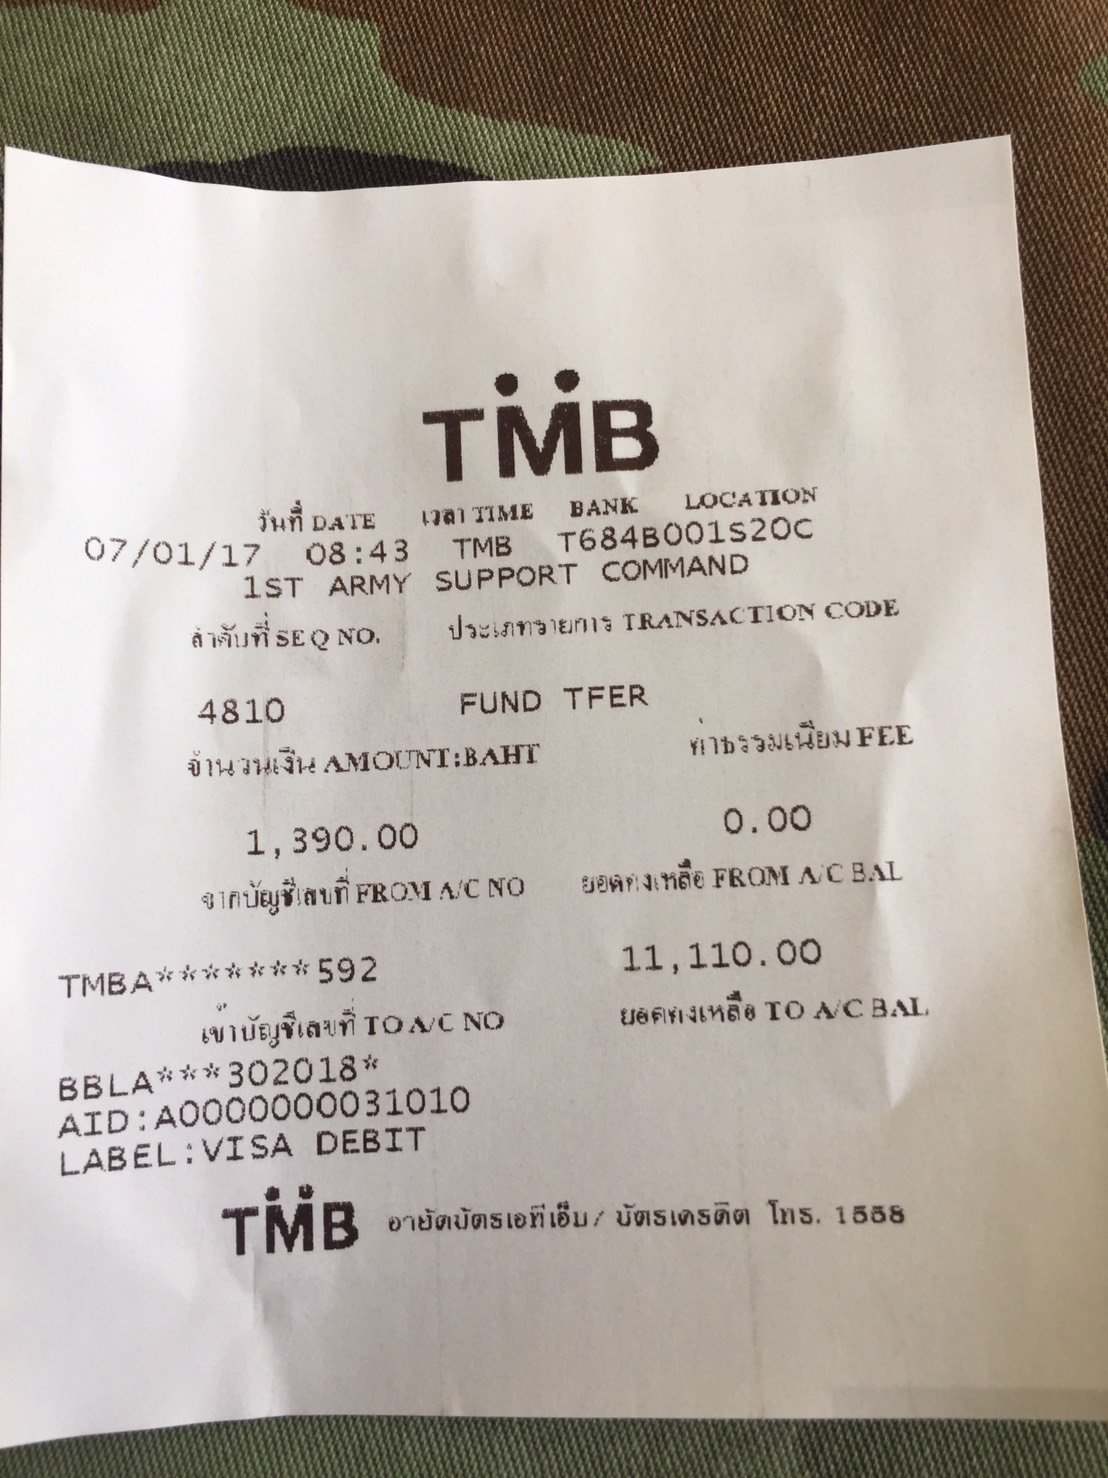 TMB
วันที่ DATE เวลา TIME BANK LOCATION
07/01/17 08:43 TMB T684B001S20C
1ST ARMY SUPPORT COMMAND
ลำดับที่ SEQ NO. ประเภทรายการ TRANSACTION CODE
4810 FUND TFER
จำนวนเงิน AMOUNT:BAHT ค่าธรรมเนียม FEE
1,390.00 0.00
จากบัญชีเลขที่ FROM A/C NO ยอดคงเหลือ FROM A/C BAL
TMBA*******592 11,110.00
เข้าบัญชีเลขที่ TO A/C NO ยอดคงเหลือ TO A/C BAL
BBLA***302018*
AID:A0000000031010
LABEL:VISA DEBIT
TMB อายัดบัตรเอทีเอ็ม/ บัตรเครดิต โทร. 1558